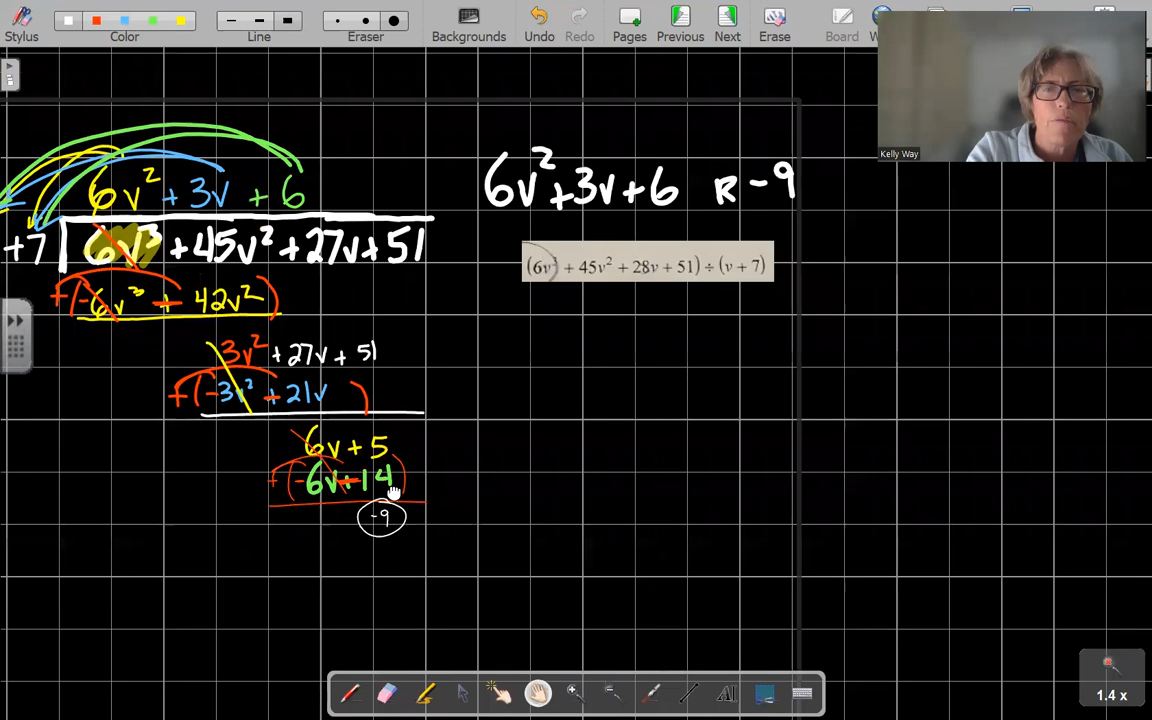 Stylus Color Line Eraser Backgrounds Undo Redo Pages Previous Next Erase Board
Kelly Way
6v² + 3v + 6
+7 6v³ + 45v² + 27v + 51
+(-6v³ + 42v²)
3v² + 27v + 51
+(-3v² + 21v )
6v + 5
+(-6v + 14)
-9
6v² + 3v + 6 R -9
(6v³ + 45v² + 28v + 51) ÷ (v + 7)
1.4 x